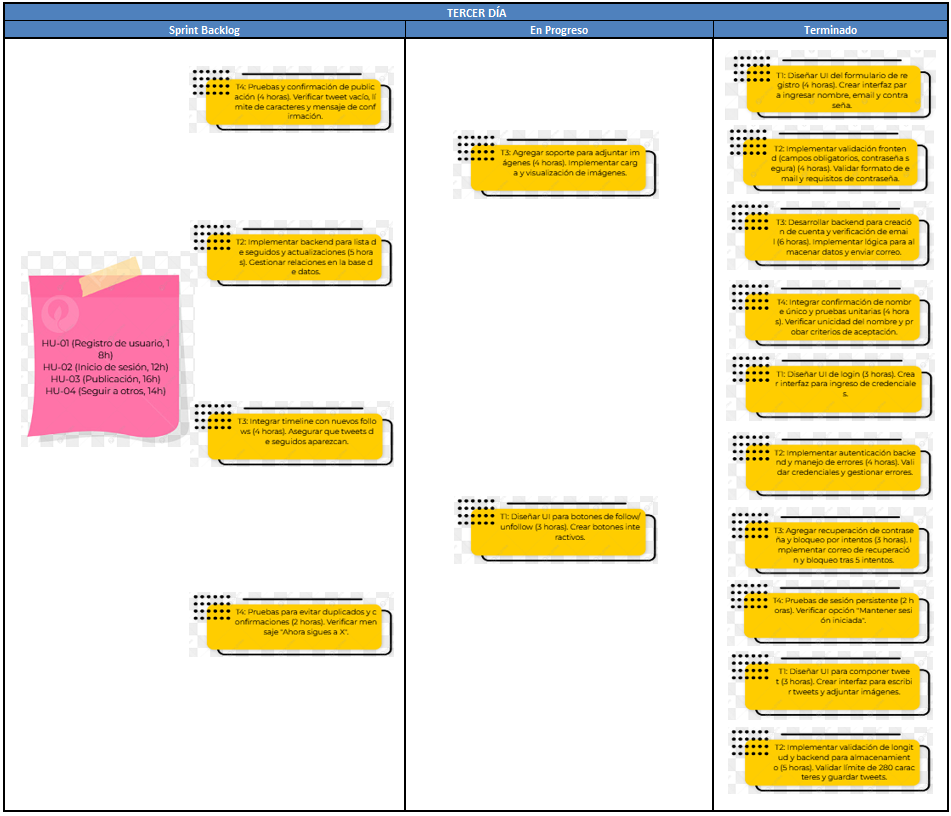 TERCER DÍA
Sprint Backlog
En Progreso
Terminado
HU-01 (Registro de usuario, 1
8h)
HU-02 (Inicio de sesión, 12h)
HU-03 (Publicación, 16h)
HU-04 (Seguir a otros, 14h)
T4: Pruebas y confirmación de public
ación (4 horas). Verificar tweet vacío, lí
mite de caracteres y mensaje de conf
irmación.
T2: Implementar backend para lista d
e seguidos y actualizaciones (5 hora
s). Gestionar relaciones en la base d
e datos.
T3: Integrar timeline con nuevos follo
ws (4 horas). Asegurar que tweets d
e seguidos aparezcan.
T4: Pruebas para evitar duplicados y c
onfirmaciones (2 horas). Verificar men
saje "Ahora sigues a X".
T3: Agregar soporte para adjuntar im
ágenes (4 horas). Implementar carg
a y visualización de imágenes.
T1: Diseñar UI para botones de follow/
unfollow (3 horas). Crear botones inte
ractivos.
T1: Diseñar UI del formulario de re
gistro (4 horas). Crear interfaz par
a ingresar nombre, email y contra
seña.
T2: Implementar validación fronten
d (campos obligatorios, contraseña s
egura) (4 horas). Validar formato de e
mail y requisitos de contraseña.
T3: Desarrollar backend para creació
n de cuenta y verificación de emai
l (6 horas). Implementar lógica para al
macenar datos y enviar correo.
T4: Integrar confirmación de nombr
e único y pruebas unitarias (4 hora
s). Verificar unicidad del nombre y pr
obar criterios de aceptación.
T1: Diseñar UI de login (3 horas). Crea
r interfaz para ingreso de credenciale
s.
T2: Implementar autenticación backe
nd y manejo de errores (4 horas). Vali
dar credenciales y gestionar errores.
T3: Agregar recuperación de contrase
ña y bloqueo por intentos (3 horas). I
mplementar correo de recuperació
n y bloqueo tras 5 intentos.
T4: Pruebas de sesión persistente (2 h
oras). Verificar opción "Mantener sesi
ón iniciada".
T1: Diseñar UI para componer twee
t (3 horas). Crear interfaz para escribi
r tweets y adjuntar imágenes.
T2: Implementar validación de longit
ud y backend para almacenamient
o (5 horas). Validar límite de 280 carac
teres y guardar tweets.